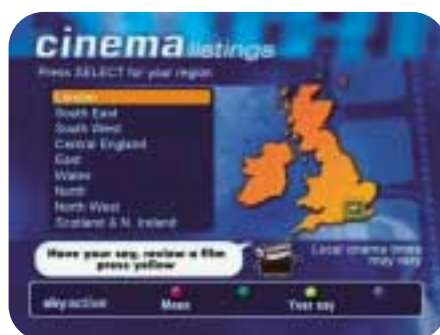 cinema listings
Press SELECT for your region
London
South East
South West
Central England
East
Wales
North
North West
Scotland & N. Ireland
Have your say, review a film
press yellow
Local cinema times
may vary
sky active
Menu
Your say